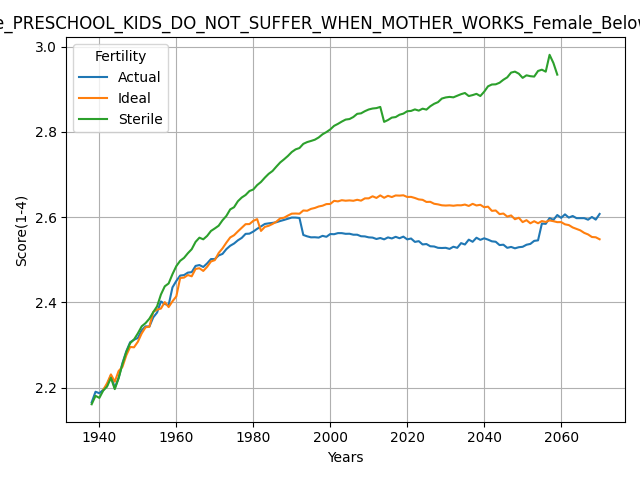 e_PRESCHOOL_KIDS_DO_NOT_SUFFER_WHEN_MOTHER_WORKS_Female_Below
Fertility
Actual
Ideal
Sterile
Score(1-4)
3.0
2.8
2.6
2.4
2.2
1940 1960 1980 2000 2020 2040 2060
Years